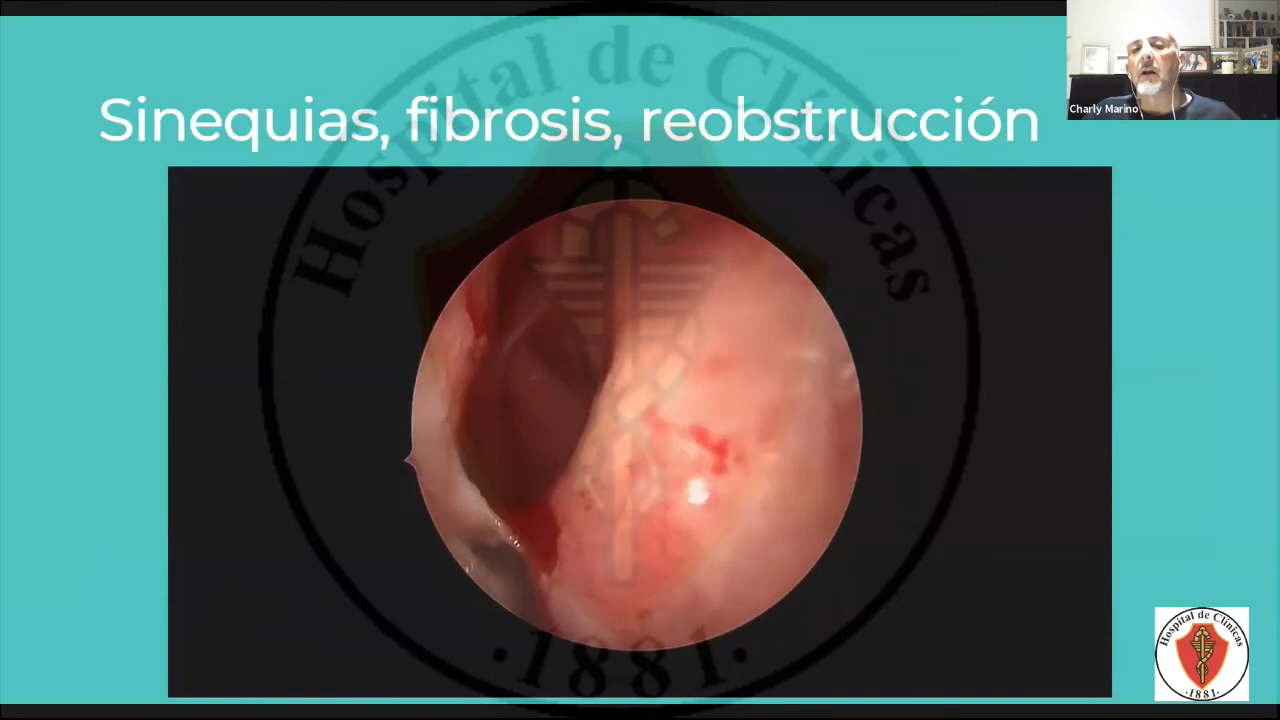 Sinequias, fibrosis, reobstrucción
Charly Marino
Hospital de Clínicas
·1881·
Hospital de Clínicas
·1881·